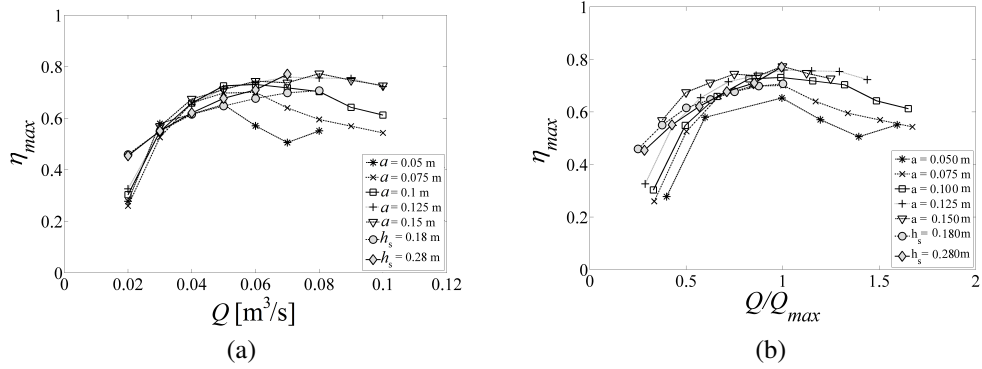 1
0.8
0.6
0.4
0.2
0
η_max
0 0.02 0.04 0.06 0.08 0.1 0.12
Q [m³/s]
a = 0.05 m
a = 0.075 m
a = 0.1 m
a = 0.125 m
a = 0.15 m
h_s = 0.18 m
h_s = 0.28 m
(a)
1
0.8
0.6
0.4
0.2
0
η_max
0 0.5 1 1.5 2
Q/Q_max
a = 0.050 m
a = 0.075 m
a = 0.100 m
a = 0.125 m
a = 0.150m
h_s = 0.180m
h_s = 0.280m
(b)